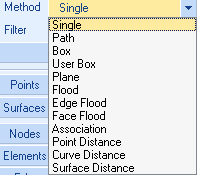 Method Single
Filter Single
Path
Box
User Box
Plane
Points Flood
Edge Flood
Surfaces Face Flood
Association
Nodes Point Distance
Elements Curve Distance
Surface Distance